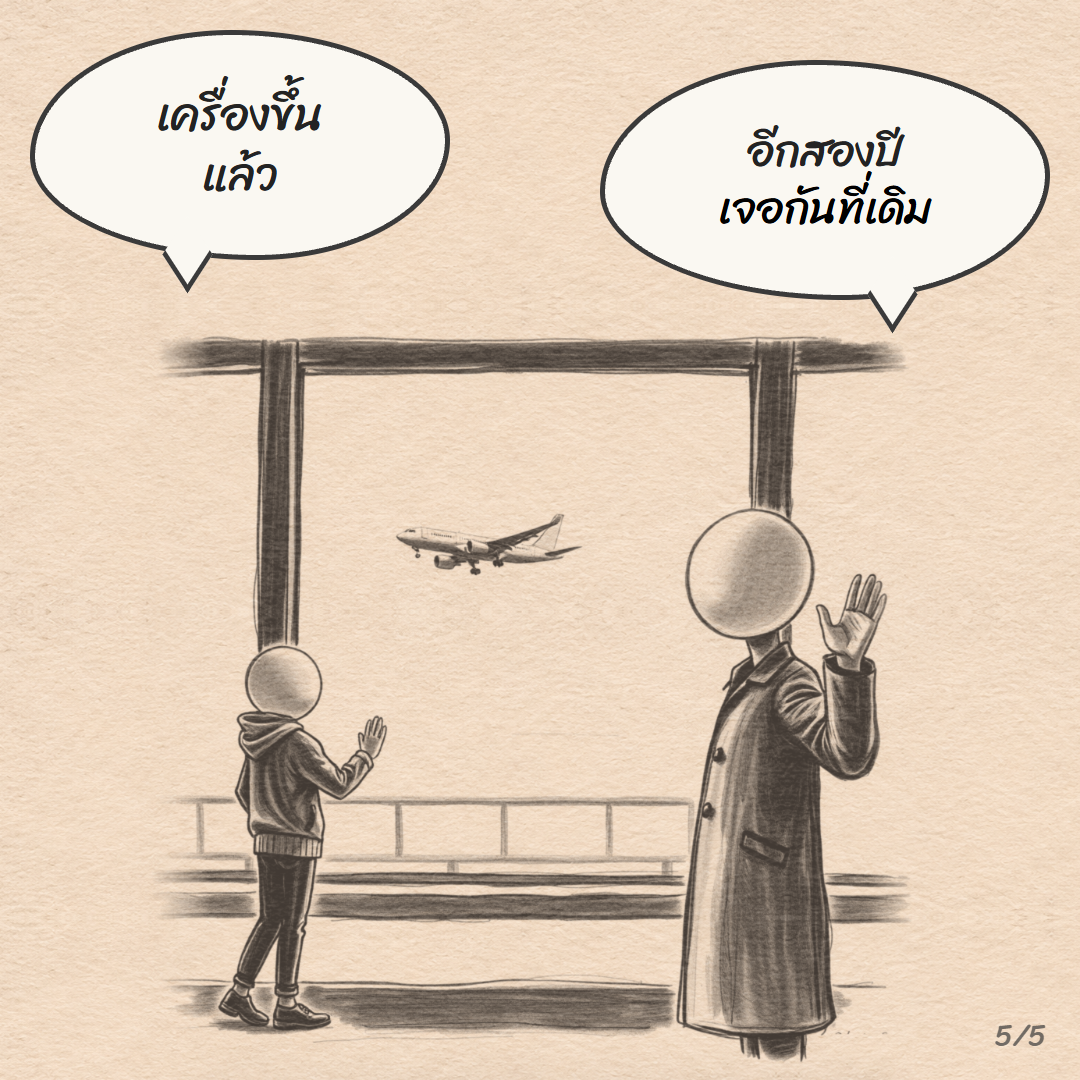 เครื่องขึ้น
แล้ว
อีกสองปี
เจอกันที่เดิม
5/5